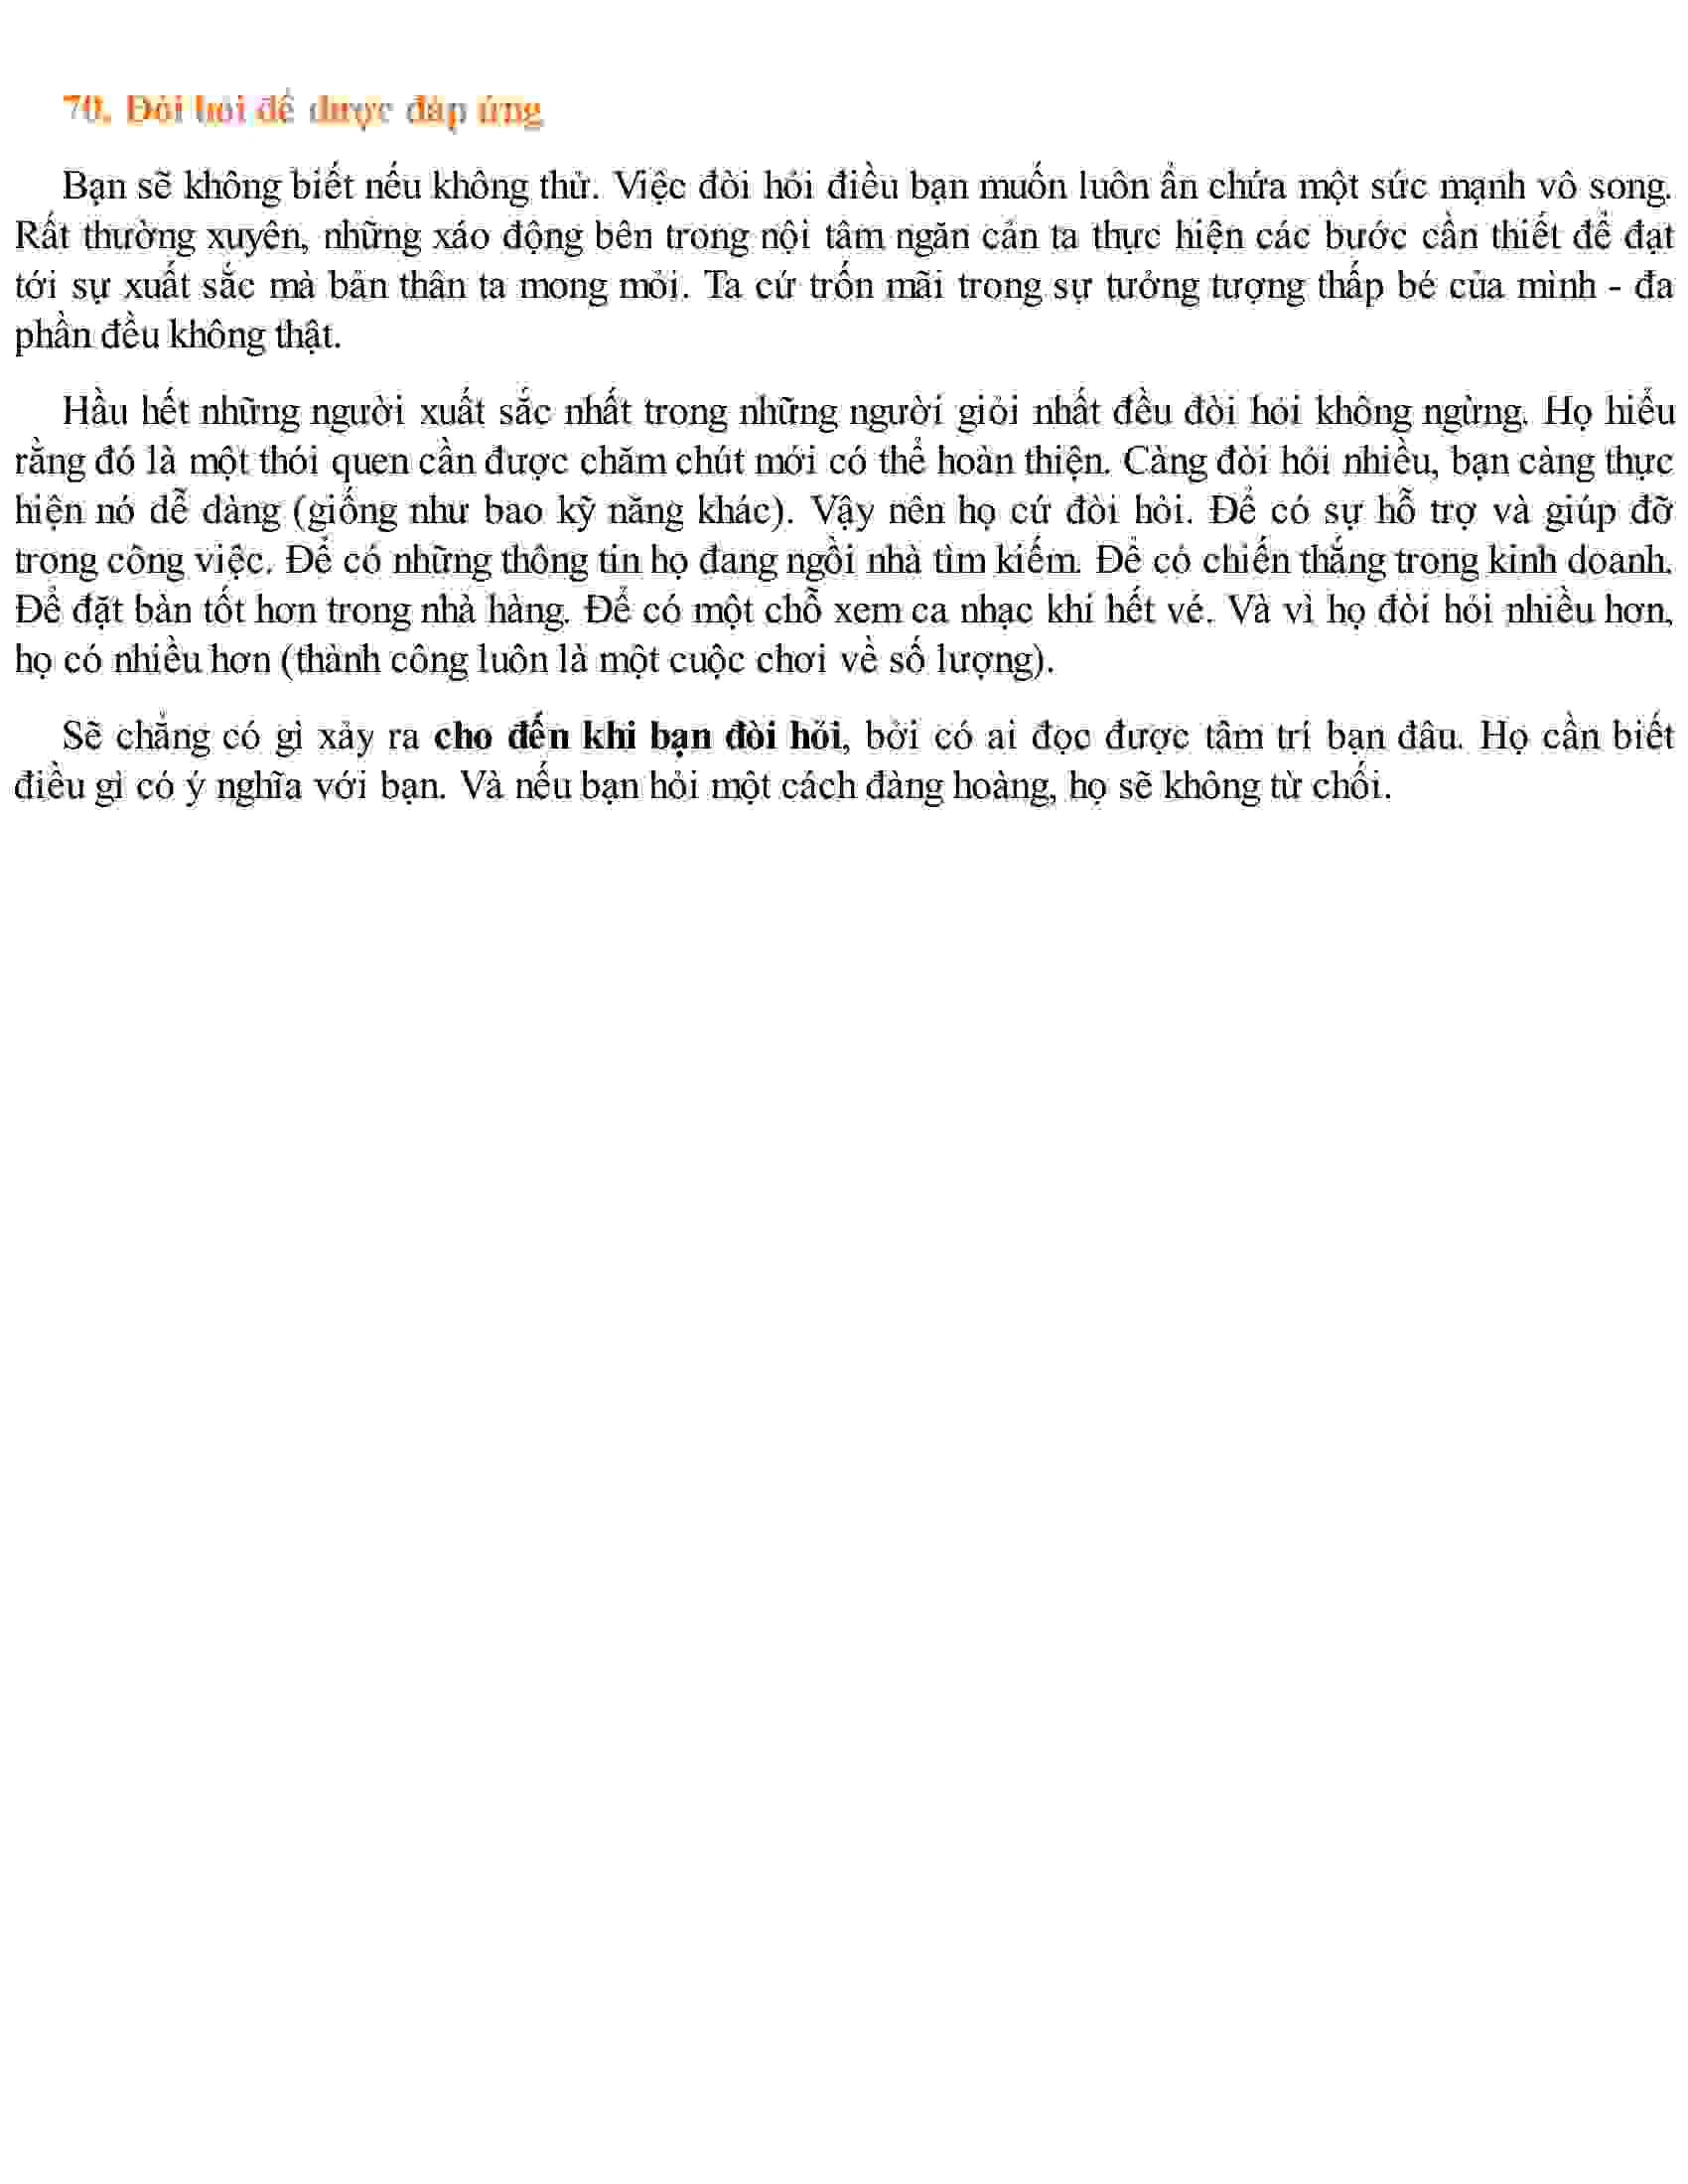 70. Đòi hỏi để được đáp ứng
Bạn sẽ không biết nếu không thử. Việc đòi hỏi điều bạn muốn luôn ẩn chứa một sức mạnh vô song.
Rất thường xuyên, những xáo động bên trong nội tâm ngăn cản ta thực hiện các bước cần thiết để đạt
tới sự xuất sắc mà bản thân ta mong mỏi. Ta cứ trốn mãi trong sự tưởng tượng thấp bé của mình - đa
phần đều không thật.
Hầu hết những người xuất sắc nhất trong những người giỏi nhất đều đòi hỏi không ngừng. Họ hiểu
rằng đó là một thói quen cần được chăm chút mới có thể hoàn thiện. Càng đòi hỏi nhiều, bạn càng thực
hiện nó dễ dàng (giống như bao kỹ năng khác). Vậy nên họ cứ đòi hỏi. Để có sự hỗ trợ và giúp đỡ
trong công việc. Để có những thông tin họ đang ngồi nhà tìm kiếm. Để có chiến thắng trong kinh doanh.
Để đặt bàn tốt hơn trong nhà hàng. Để có một chỗ xem ca nhạc khi hết vé. Và vì họ đòi hỏi nhiều hơn,
họ có nhiều hơn (thành công luôn là một cuộc chơi về số lượng).
Sẽ chẳng có gì xảy ra cho đến khi bạn đòi hỏi, bởi có ai đọc được tâm trí bạn đâu. Họ cần biết
điều gì có ý nghĩa với bạn. Và nếu bạn hỏi một cách đàng hoàng, họ sẽ không từ chối.